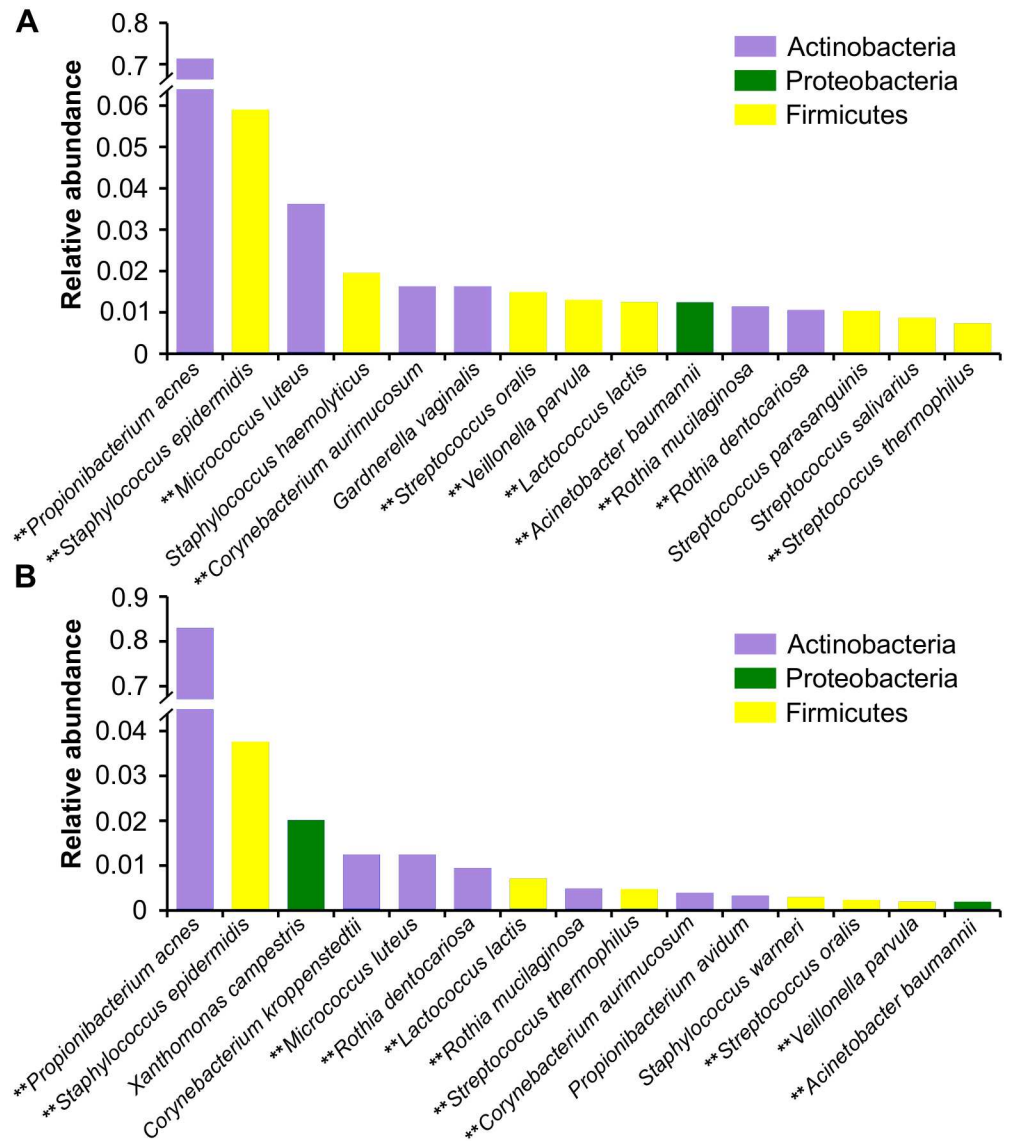 A
Relative abundance
0.8
0.7
0.06
0.05
0.04
0.03
0.02
0.01
0
Actinobacteria
Proteobacteria
Firmicutes
**Propionibacterium acnes
**Staphylococcus epidermidis
**Micrococcus luteus
Staphylococcus haemolyticus
**Corynebacterium aurimucosum
Gardnerella vaginalis
**Streptococcus oralis
**Veillonella parvula
**Lactococcus lactis
**Acinetobacter baumannii
**Rothia mucilaginosa
**Rothia dentocariosa
Streptococcus parasanguinis
Streptococcus salivarius
**Streptococcus thermophilus
B
Relative abundance
0.9
0.8
0.7
0.04
0.03
0.02
0.01
0
Actinobacteria
Proteobacteria
Firmicutes
**Propionibacterium acnes
**Staphylococcus epidermidis
Xanthomonas campestris
Corynebacterium kroppenstedtii
**Micrococcus luteus
**Rothia dentocariosa
**Lactococcus lactis
**Rothia mucilaginosa
**Streptococcus thermophilus
**Corynebacterium aurimucosum
Propionibacterium avidum
Staphylococcus warneri
**Streptococcus oralis
**Veillonella parvula
**Acinetobacter baumannii